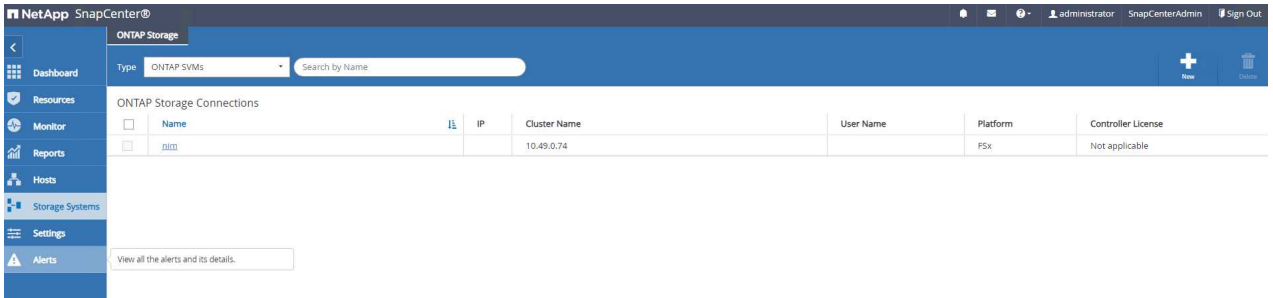 NetApp SnapCenter® administrator SnapCenterAdmin Sign Out
ONTAP Storage
Type ONTAP SVMs Search by Name
New Delete
Dashboard
Resources
Monitor
Reports
Hosts
Storage Systems
Settings
Alerts
ONTAP Storage Connections
Name IP Cluster Name User Name Platform Controller License
nim 10.49.0.74 FSx Not applicable
View all the alerts and its details.